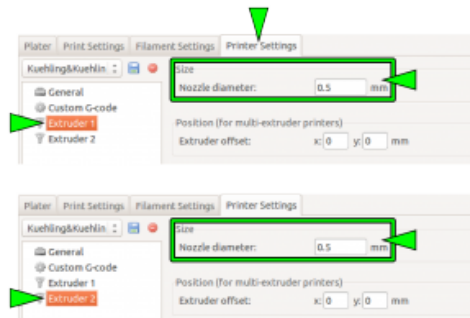 Plater Print Settings Filament Settings Printer Settings
Kuehling&Kuehlin
Size
Nozzle diameter: 0.5 mm
General
Custom G-code
Extruder 1
Extruder 2
Position (for multi-extruder printers)
Extruder offset: x: 0 y: 0 mm
Plater Print Settings Filament Settings Printer Settings
Kuehling&Kuehlin
Size
Nozzle diameter: 0.5 mm
General
Custom G-code
Extruder 1
Extruder 2
Position (for multi-extruder printers)
Extruder offset: x: 0 y: 0 mm